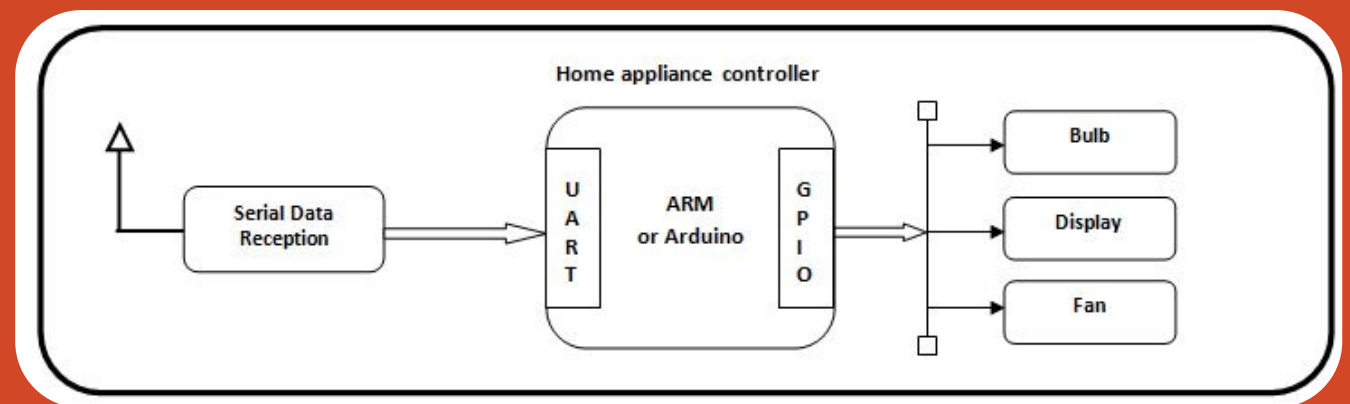 Home appliance controller
Serial Data
Reception
U
A
R
T
ARM
or Arduino
G
P
I
O
Bulb
Display
Fan